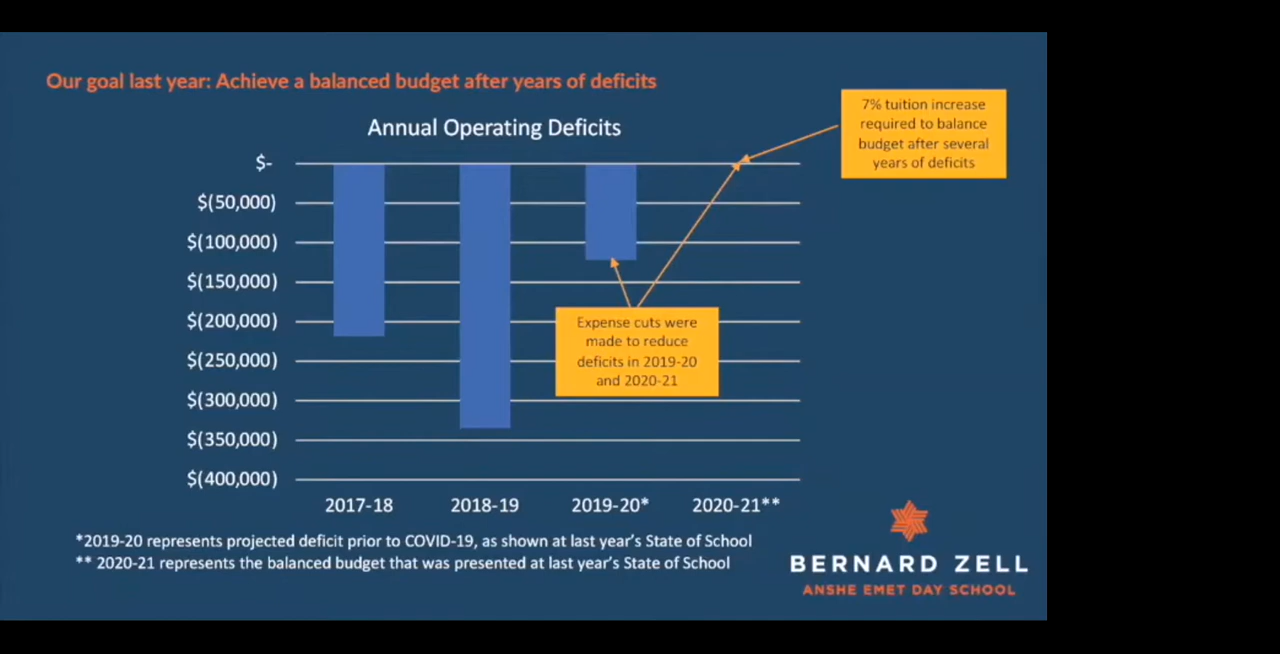 Our goal last year: Achieve a balanced budget after years of deficits
Annual Operating Deficits
7% tuition increase
required to balance
budget after several
years of deficits
$-
$(50,000)
$(100,000)
$(150,000)
$(200,000)
$(250,000)
$(300,000)
$(350,000)
$(400,000)
Expense cuts were
made to reduce
deficits in 2019-20
and 2020-21
2017-18 2018-19 2019-20* 2020-21**
*2019-20 represents projected deficit prior to COVID-19, as shown at last year's State of School
** 2020-21 represents the balanced budget that was presented at last year's State of School
BERNARD ZELL
ANSHE EMET DAY SCHOOL